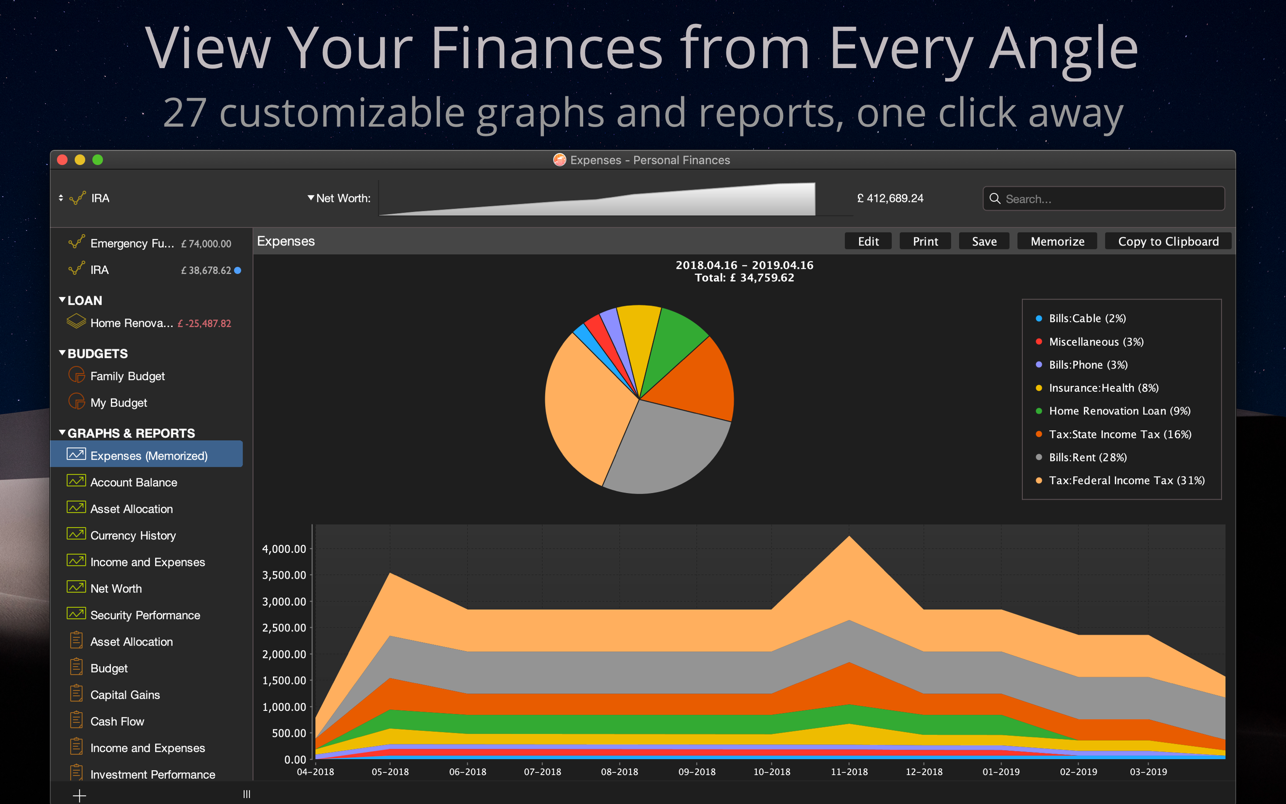 View Your Finances from Every Angle
27 customizable graphs and reports, one click away
Expenses - Personal Finances
IRA
Net Worth:
£ 412,689.24
Search...
Emergency Fu... £ 74,000.00
IRA £ 38,678.62
LOAN
Home Renova... £ -25,487.82
BUDGETS
Family Budget
My Budget
GRAPHS & REPORTS
Expenses (Memorized)
Account Balance
Asset Allocation
Currency History
Income and Expenses
Net Worth
Security Performance
Asset Allocation
Budget
Capital Gains
Cash Flow
Income and Expenses
Investment Performance
Expenses
Edit Print Save Memorize Copy to Clipboard
2018.04.16 - 2019.04.16
Total: £ 34,759.62
Bills:Cable (2%)
Miscellaneous (3%)
Bills:Phone (3%)
Insurance:Health (8%)
Home Renovation Loan (9%)
Tax:State Income Tax (16%)
Bills:Rent (28%)
Tax:Federal Income Tax (31%)
4,000.00
3,500.00
3,000.00
2,500.00
2,000.00
1,500.00
1,000.00
500.00
0.00
04-2018 05-2018 06-2018 07-2018 08-2018 09-2018 10-2018 11-2018 12-2018 01-2019 02-2019 03-2019